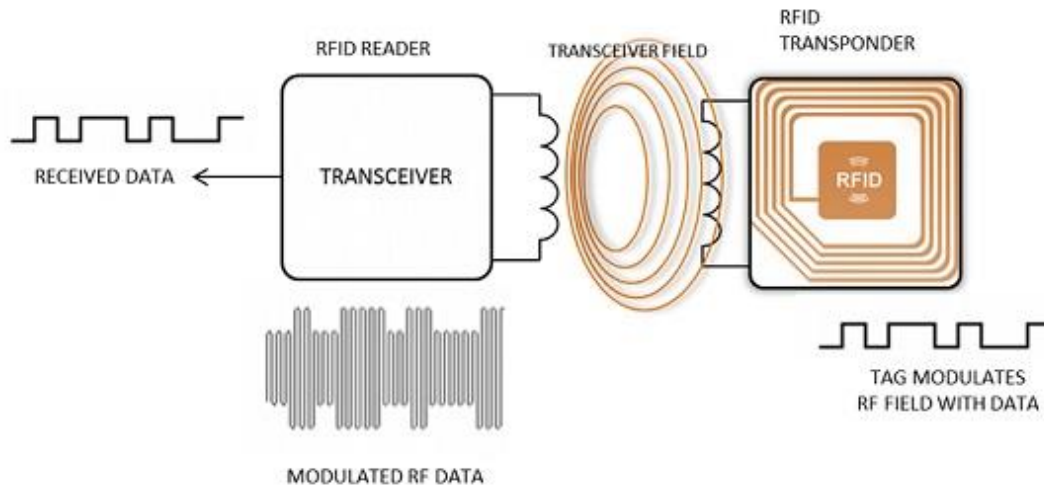 RFID READER
TRANSCEIVER FIELD
RFID
TRANSPONDER
RECEIVED DATA
TRANSCEIVER
RFID
TAG MODULATES
RF FIELD WITH DATA
MODULATED RF DATA